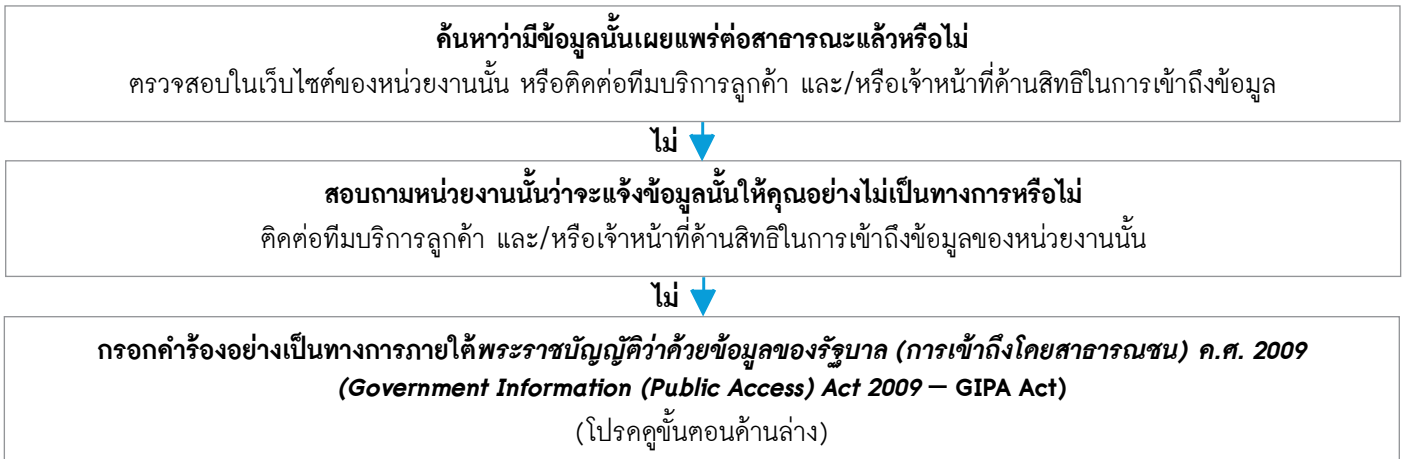 ค้นหาว่ามีข้อมูลนั้นเผยแพร่ต่อสาธารณะแล้วหรือไม่
ตรวจสอบในเว็บไซต์ของหน่วยงานนั้น หรือติดต่อทีมบริการลูกค้า และ/หรือเจ้าหน้าที่ด้านสิทธิในการเข้าถึงข้อมูล
ไม่
สอบถามหน่วยงานนั้นว่าจะแจ้งข้อมูลนั้นให้คุณอย่างไม่เป็นทางการหรือไม่
ติดต่อทีมบริการลูกค้า และ/หรือเจ้าหน้าที่ด้านสิทธิในการเข้าถึงข้อมูลของหน่วยงานนั้น
ไม่
กรอกคำร้องอย่างเป็นทางการภายใต้พระราชบัญญัติว่าด้วยข้อมูลของรัฐบาล (การเข้าถึงโดยสาธารณชน) ค.ศ. 2009
(Government Information (Public Access) Act 2009 — GIPA Act)
(โปรดดูขั้นตอนด้านล่าง)